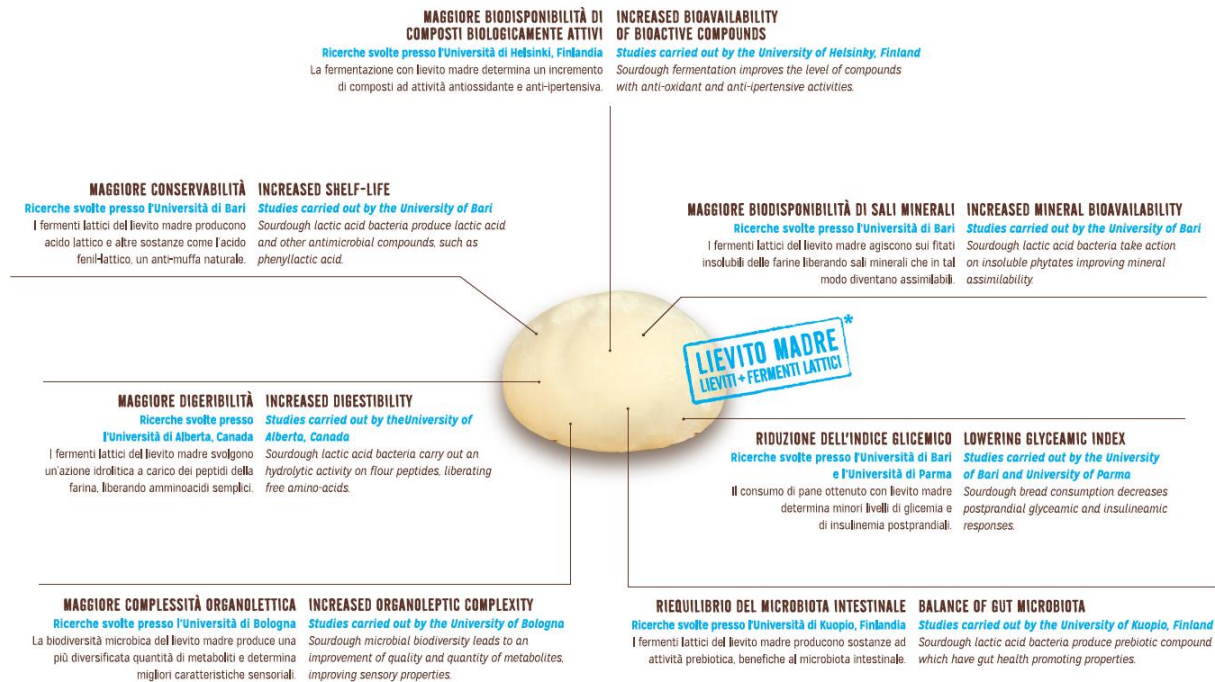 MAGGIORE BIODISPONIBILITÀ DI
COMPOSTI BIOLOGICAMENTE ATTIVI
Ricerche svolte presso l'Università di Helsinki, Finlandia
La fermentazione con lievito madre determina un incremento
di composti ad attività antiossidante e anti-ipertensiva.
INCREASED BIOAVAILABILITY
OF BIOACTIVE COMPOUNDS
Studies carried out by the University of Helsinky, Finland
Sourdough fermentation improves the level of compounds
with anti-oxidant and anti-ipertensive activities.
MAGGIORE CONSERVABILITÀ
Ricerche svolte presso l'Università di Bari
I fermenti lattici del lievito madre producono
acido lattico e altre sostanze come l'acido
fenil-lattico, un anti-muffa naturale.
INCREASED SHELF-LIFE
Studies carried out by the University of Bari
Sourdough lactic acid bacteria produce lactic acid
and other antimicrobial compounds, such as
phenyllactic acid.
MAGGIORE BIODISPONIBILITÀ DI SALI MINERALI
Ricerche svolte presso l'Università di Bari
I fermenti lattici del lievito madre agiscono sui fitati
insolubili delle farine liberando sali minerali che in tal
modo diventano assimilabili.
INCREASED MINERAL BIOAVAILABILITY
Studies carried out by the University of Bari
Sourdough lactic acid bacteria take action
on insoluble phytates improving mineral
assimilability.
LIEVITO MADRE*
LIEVITI + FERMENTI LATTICI
MAGGIORE DIGERIBILITÀ
Ricerche svolte presso
l'Università di Alberta, Canada
I fermenti lattici del lievito madre svolgono
un'azione idrolitica a carico dei peptidi della
farina, liberando amminoacidi semplici.
INCREASED DIGESTIBILITY
Studies carried out by theUniversity of
Alberta, Canada
Sourdough lactic acid bacteria carry out an
hydrolytic activity on flour peptides, liberating
free amino-acids.
RIDUZIONE DELL'INDICE GLICEMICO
Ricerche svolte presso l'Università di Bari
e l'Università di Parma
Il consumo di pane ottenuto con lievito madre
determina minori livelli di glicemia e
di insulinemia postprandiali.
LOWERING GLYCEAMIC INDEX
Studies carried out by the University
of Bari and University of Parma
Sourdough bread consumption decreases
postprandial glyceamic and insulineamic
responses.
MAGGIORE COMPLESSITÀ ORGANOLETTICA
Ricerche svolte presso l'Università di Bologna
La biodiversità microbica del lievito madre produce una
più diversificata quantità di metaboliti e determina
migliori caratteristiche sensoriali.
INCREASED ORGANOLEPTIC COMPLEXITY
Studies carried out by the University of Bologna
Sourdough microbial biodiversity leads to an
improvement of quality and quantity of metabolites,
improving sensory properties.
RIEQUILIBRIO DEL MICROBIOTA INTESTINALE
Ricerche svolte presso l'Università di Kuopio, Finlandia
I fermenti lattici del lievito madre producono sostanze ad
attività prebiotica, benefiche al microbiota intestinale.
BALANCE OF GUT MICROBIOTA
Studies carried out by the University of Kuopio, Finland
Sourdough lactic acid bacteria produce prebiotic compound
which have gut health promoting properties.